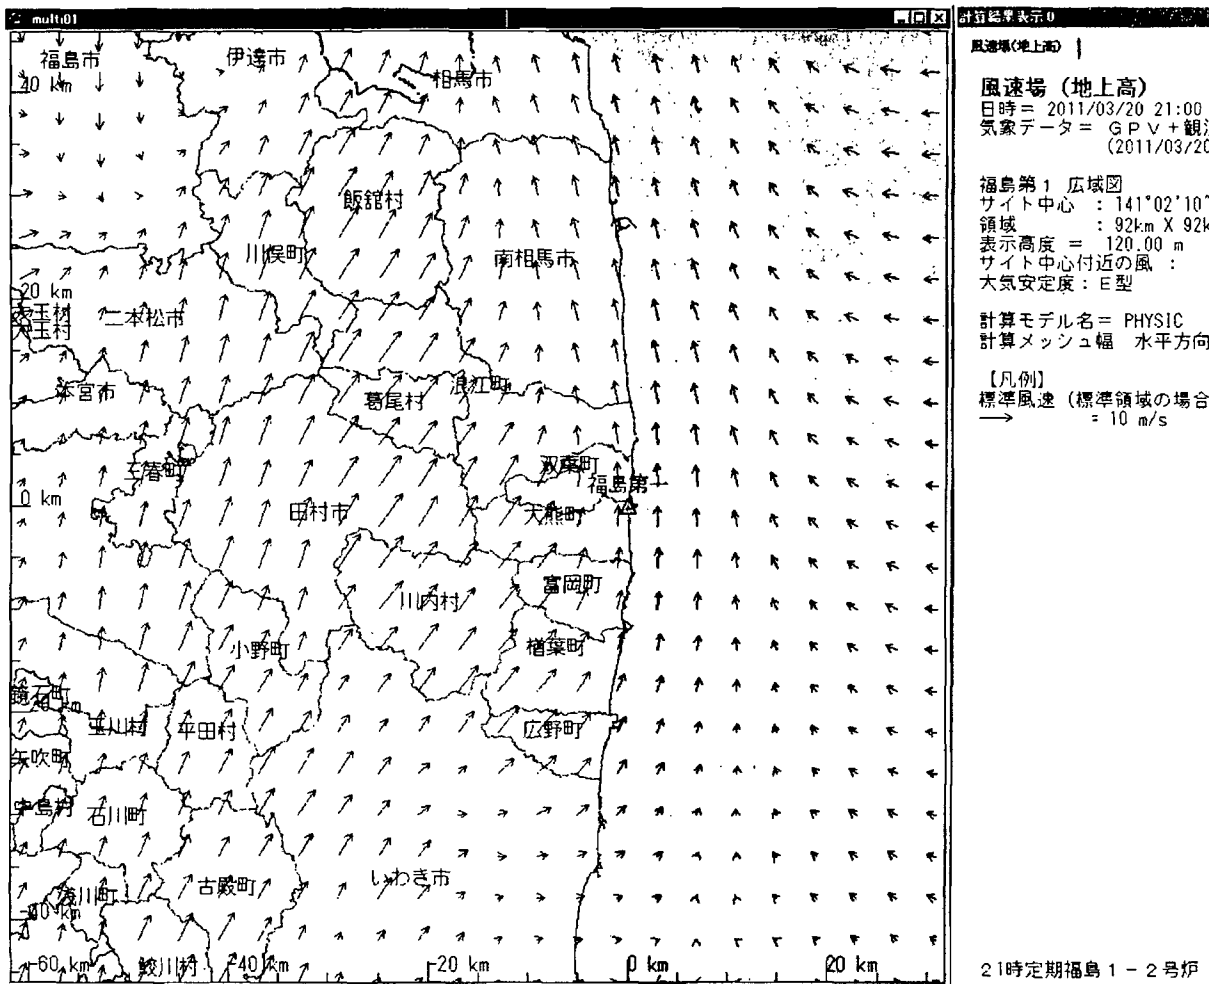 multi01
福島市
伊達市
相馬市
40 km
飯舘村
川俣町
南相馬市
20 km
大玉村
二本松市
本宮市
浪江町
葛尾村
三春町
双葉町
福島第一
0 km
田村市
大熊町
富岡町
川内村
小野町
楢葉町
鏡石町
-20 km
玉川村
平田村
広野町
矢吹町
中島村
石川町
いわき市
古殿町
浅川町
-40 km
鮫川村
-60 km
-40 km
-20 km
0 km
20 km
計算結果表示0
風速場(地上高)
風速場(地上高)
日時= 2011/03/20 21:00
気象データ= GPV+観
(2011/03/20
福島第1 広域図
サイト中心 : 141°02'10"
領域 : 92km X 92k
表示高度 = 120.00 m
サイト中心付近の風 :
大気安定度:E型
計算モデル名= PHYSIC
計算メッシュ幅 水平方向
【凡例】
標準風速(標準領域の場合
= 10 m/s
21時定期福島1-2号炉